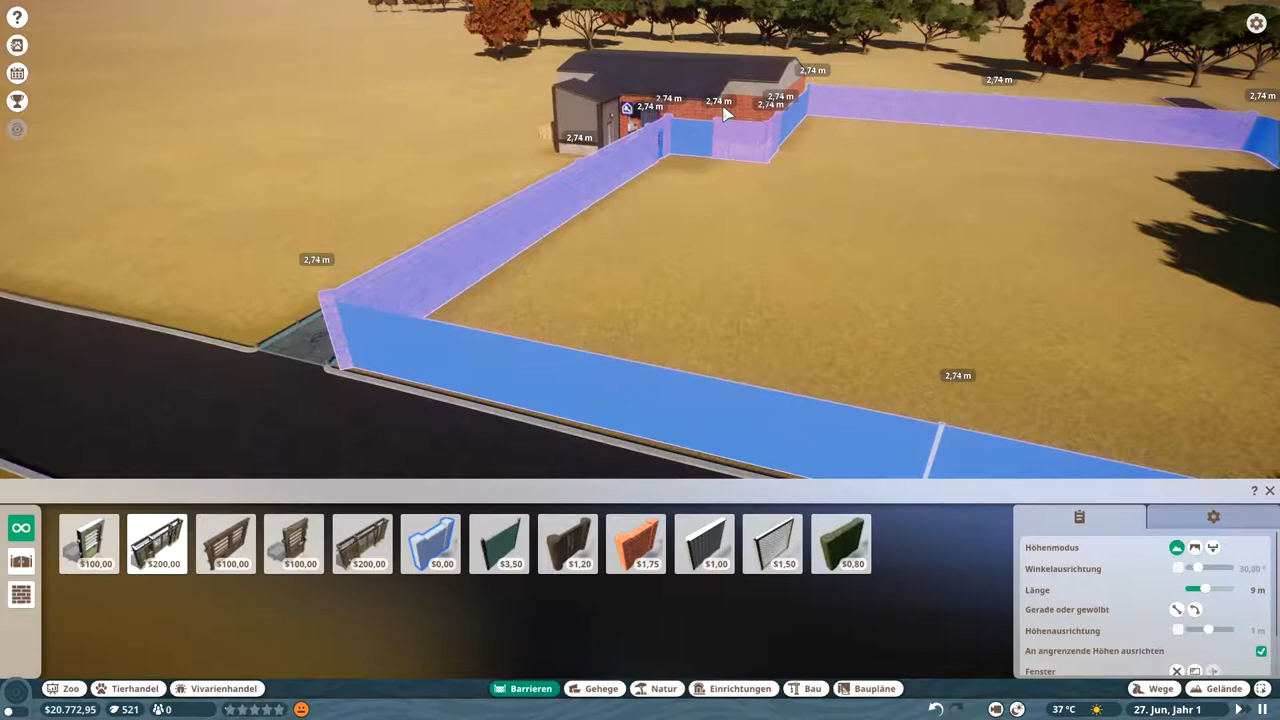 ?
2,74 m
2,74 m
2,74 m
2,74 m
2,74 m
2,74 m
2,74 m
2,74 m
2,74 m
2,74 m
2,74 m
2,74 m
? ×
$100,00 $200,00 $100,00 $100,00 $200,00 $0,00 $3,50 $1,20 $1,75 $1,00 $1,50 $0,80
Höhenmodus
Winkelausrichtung 30,00 °
Länge 9 m
Gerade oder gewölbt
Höhenausrichtung 1 m
An angrenzende Höhen ausrichten
Fenster
Zoo Tierhandel Vivarienhandel Barrieren Gehege Natur Einrichtungen Bau Baupläne Wege Gelände
$20.772,95 521 0 37 °C 27. Jun, Jahr 1